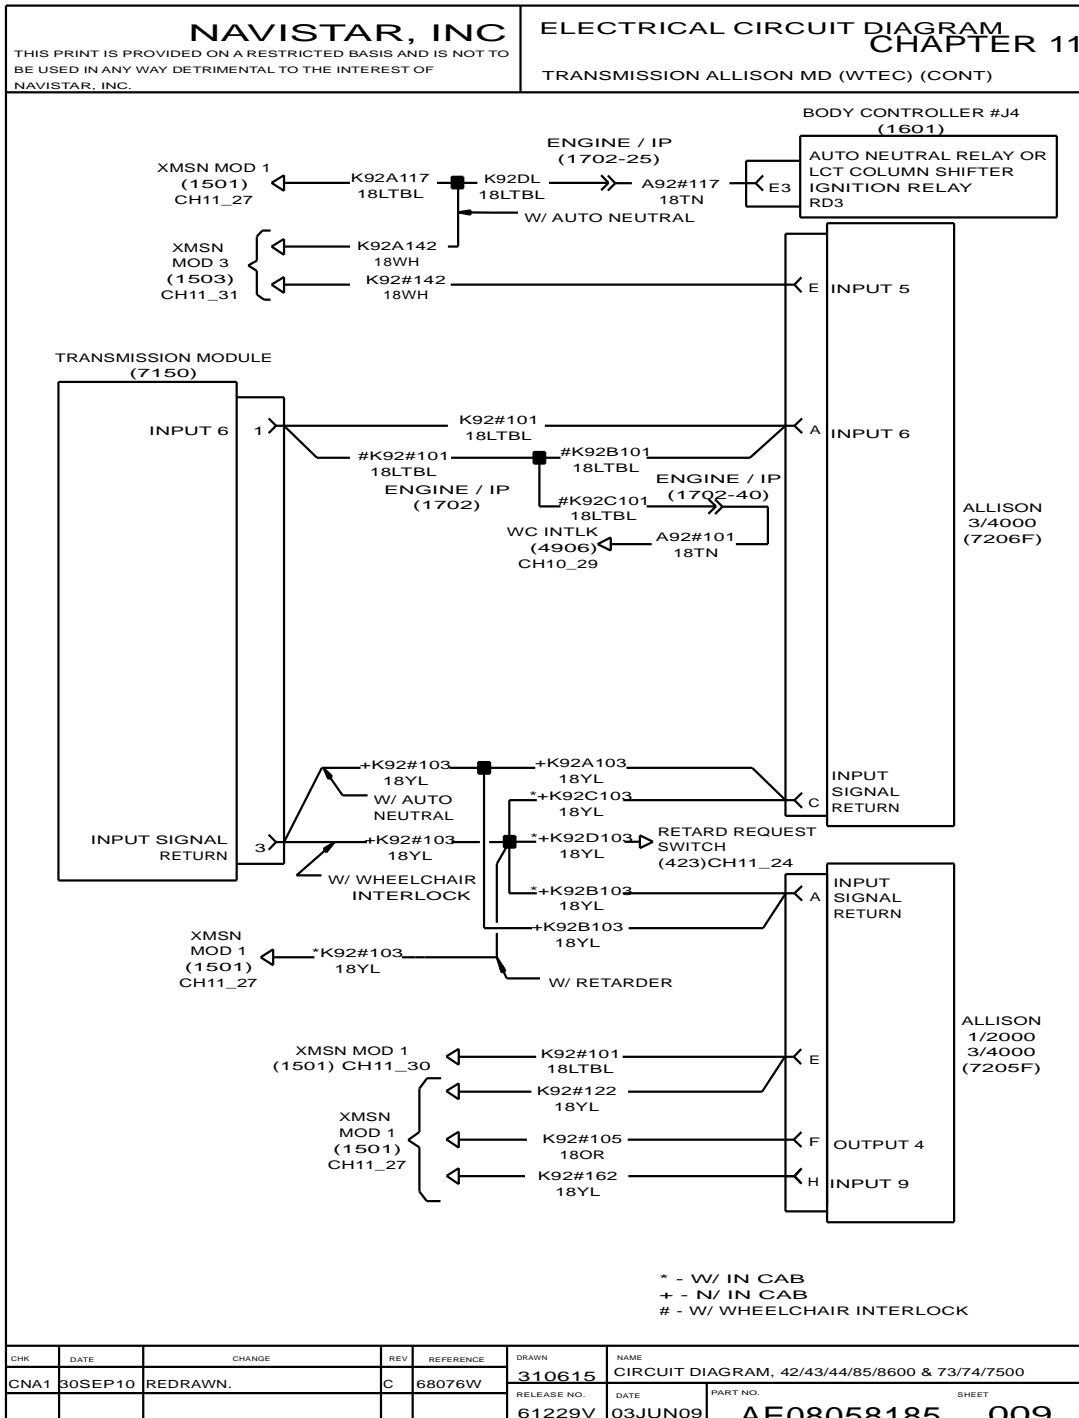 NAVISTAR, INC
THIS PRINT IS PROVIDED ON A RESTRICTED BASIS AND IS NOT TO
BE USED IN ANY WAY DETRIMENTAL TO THE INTEREST OF
NAVISTAR, INC.
ELECTRICAL CIRCUIT DIAGRAM
CHAPTER 11
TRANSMISSION ALLISON MD (WTEC) (CONT)
BODY CONTROLLER #J4
(1601)
AUTO NEUTRAL RELAY OR
LCT COLUMN SHIFTER
IGNITION RELAY
RD3
E3
ENGINE / IP
(1702-25)
XMSN MOD 1
(1501)
CH11_27
K92A117
18LTBL
K92DL
18LTBL
A92#117
18TN
W/ AUTO NEUTRAL
XMSN
MOD 3
(1503)
CH11_31
K92A142
18WH
K92#142
18WH
E
INPUT 5
TRANSMISSION MODULE
(7150)
INPUT 6
1
K92#101
18LTBL
A
INPUT 6
#K92#101
18LTBL
#K92B101
18LTBL
ENGINE / IP
(1702)
ENGINE / IP
(1702-40)
#K92C101
18LTBL
WC INTLK
(4906)
CH10_29
A92#101
18TN
ALLISON
3/4000
(7206F)
+K92#103
18YL
+K92A103
18YL
W/ AUTO
NEUTRAL
*+K92C103
18YL
C
INPUT
SIGNAL
RETURN
INPUT SIGNAL
RETURN
3
+K92#103
18YL
*+K92D103
18YL
RETARD REQUEST
SWITCH
(423)CH11_24
W/ WHEELCHAIR
INTERLOCK
*+K92B103
18YL
A
INPUT
SIGNAL
RETURN
+K92B103
18YL
XMSN
MOD 1
(1501)
CH11_27
*K92#103
18YL
W/ RETARDER
ALLISON
1/2000
3/4000
(7205F)
XMSN MOD 1
(1501) CH11_30
K92#101
18LTBL
E
K92#122
18YL
XMSN
MOD 1
(1501)
CH11_27
K92#105
18OR
F
OUTPUT 4
K92#162
18YL
H
INPUT 9
* - W/ IN CAB
+ - N/ IN CAB
# - W/ WHEELCHAIR INTERLOCK
CHK DATE CHANGE REV REFERENCE
CNA1 30SEP10 REDRAWN. C 68076W
DRAWN
310615
NAME
CIRCUIT DIAGRAM, 42/43/44/85/8600 & 73/74/7500
RELEASE NO.
61229V
DATE
03JUN09
PART NO.
AE08058185
SHEET
009